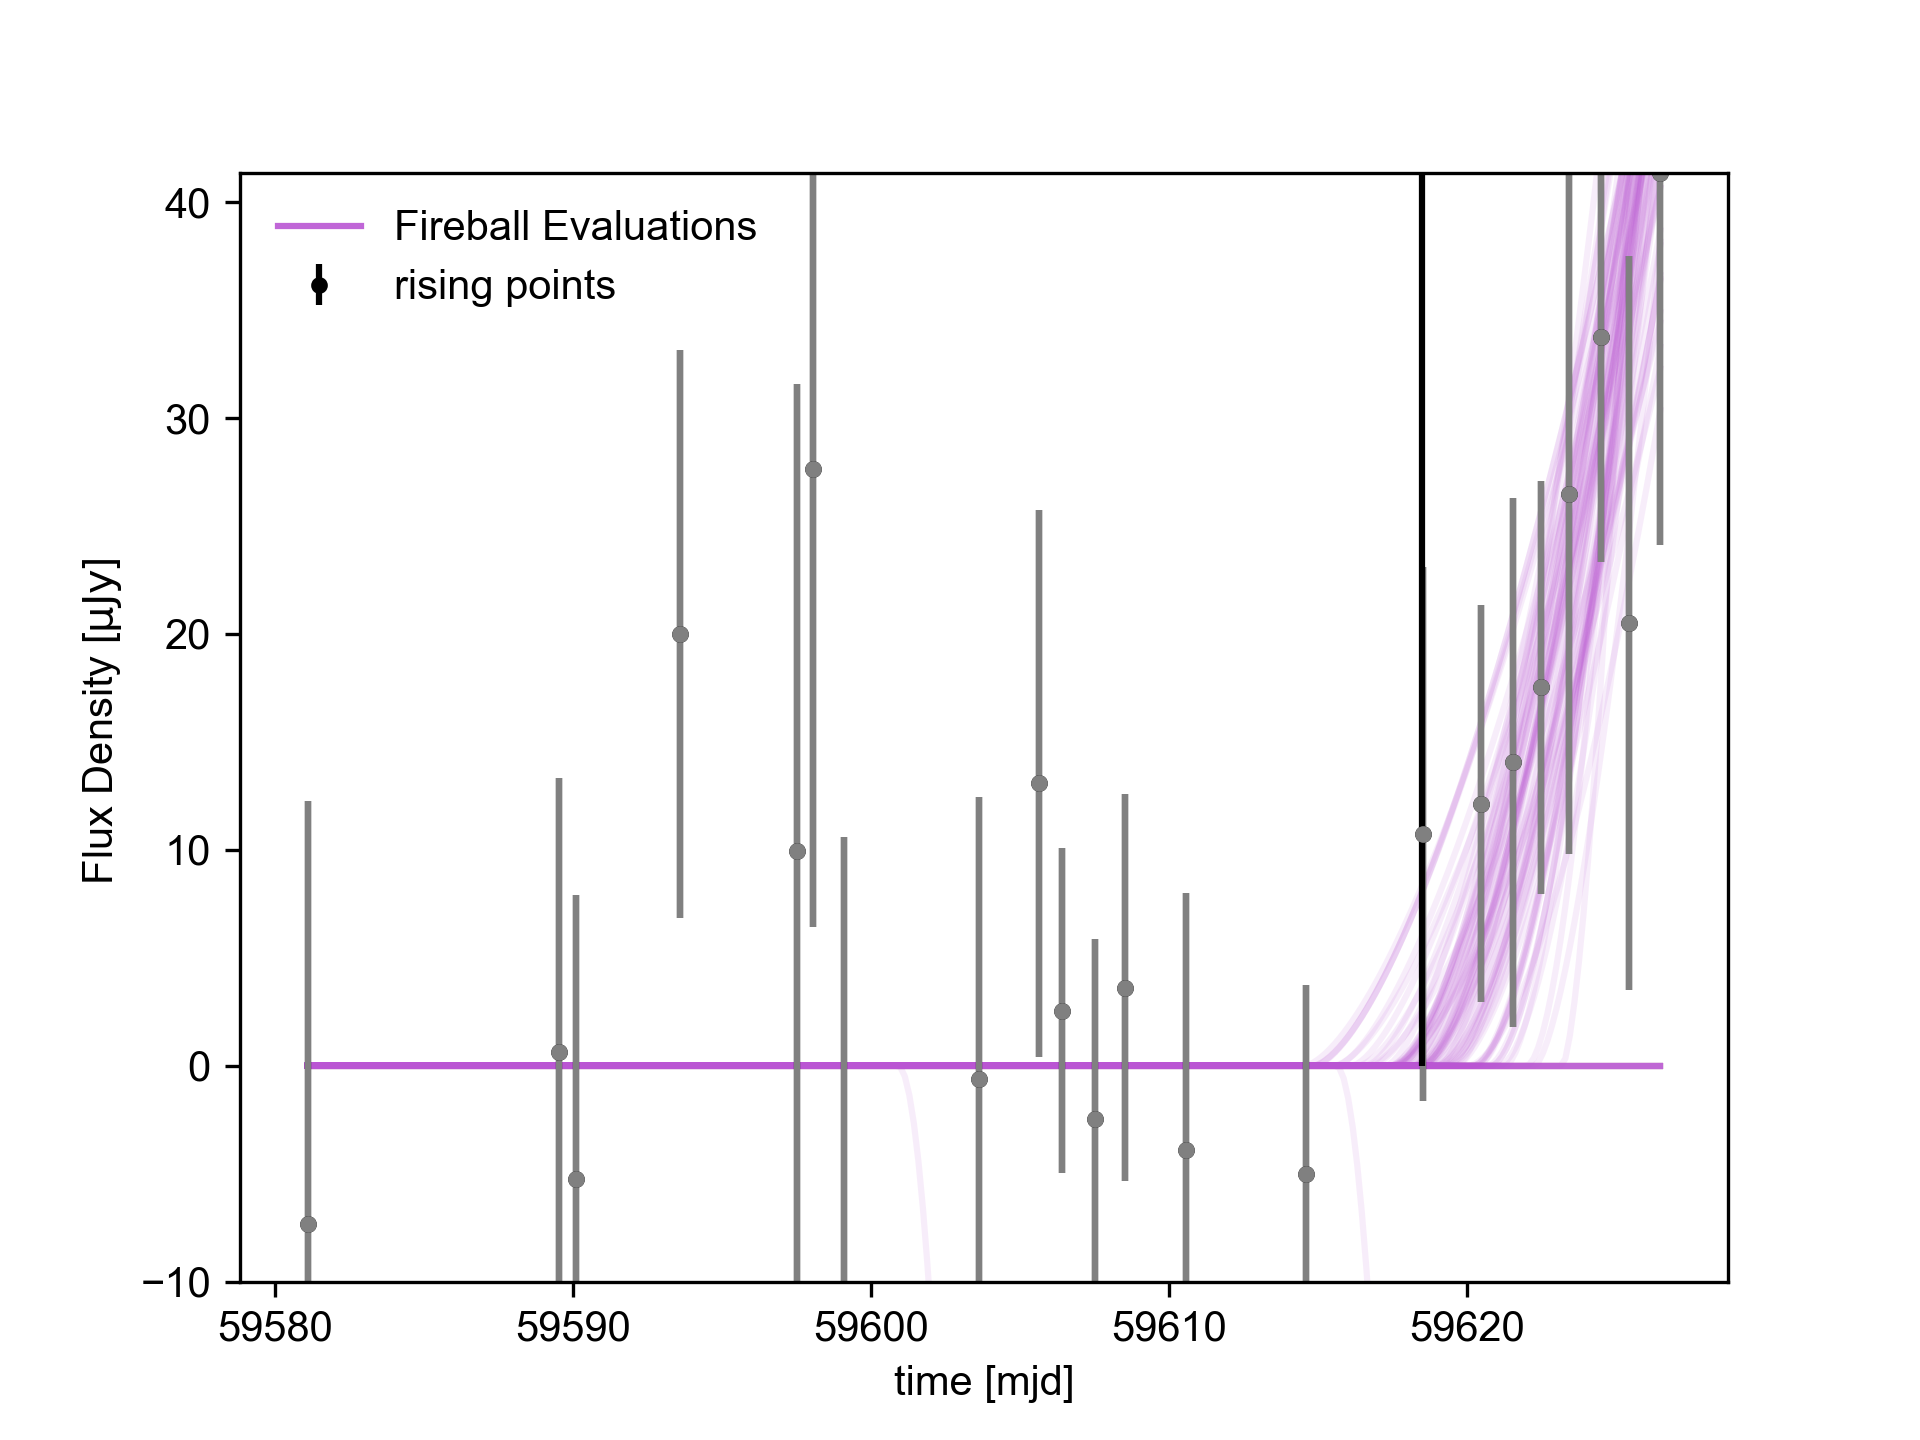 Fireball Evaluations
rising points
Flux Density [µJy]
40
30
20
10
0
−10
59580 59590 59600 59610 59620
time [mjd]